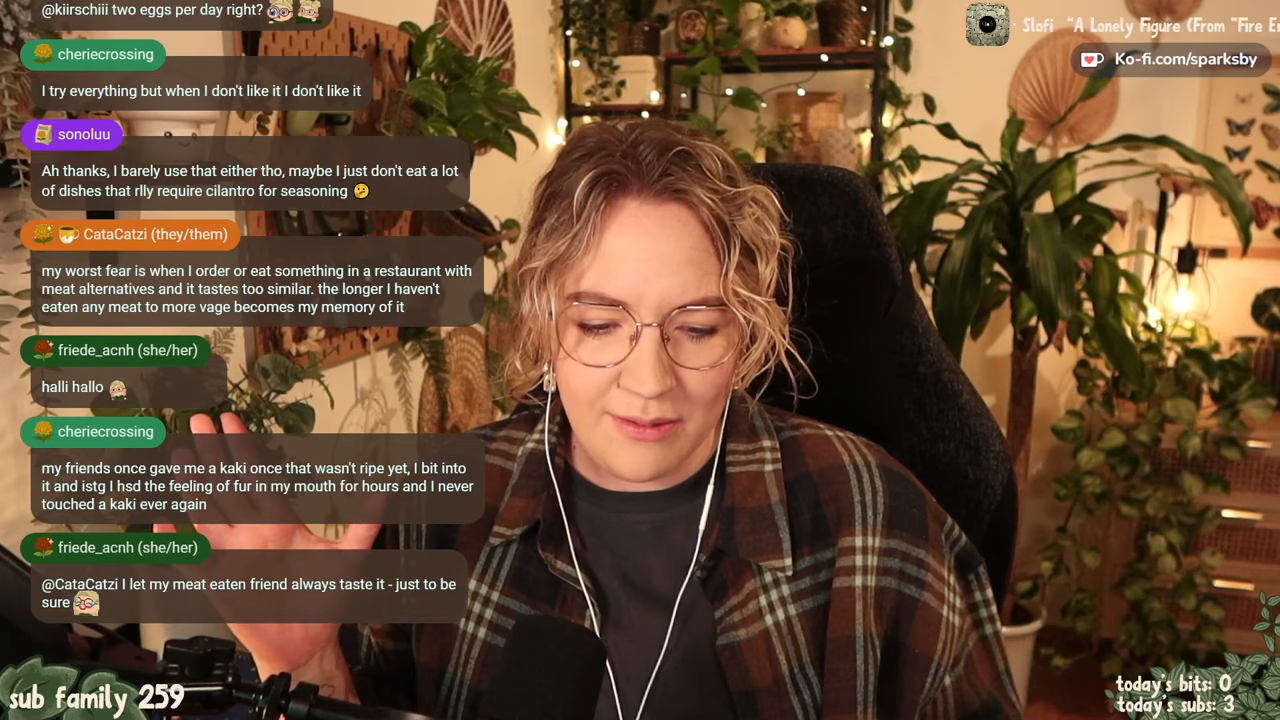 @kiirschiii two eggs per day right?
cheriecrossing
I try everything but when I don't like it I don't like it
sonoluu
Ah thanks, I barely use that either tho, maybe I just don't eat a lot
of dishes that rlly require cilantro for seasoning
CataCatzi (they/them)
my worst fear is when I order or eat something in a restaurant with
meat alternatives and it tastes too similar. the longer I haven't
eaten any meat to more vage becomes my memory of it
friede_acnh (she/her)
halli hallo
cheriecrossing
my friends once gave me a kaki once that wasn't ripe yet, I bit into
it and istg I hsd the feeling of fur in my mouth for hours and I never
touched a kaki ever again
friede_acnh (she/her)
@CataCatzi I let my meat eaten friend always taste it - just to be
sure
sub family 259
· Slofi "A Lonely Figure (From "Fire E
Ko-fi.com/sparksby
today's bits: 0
today's subs: 3